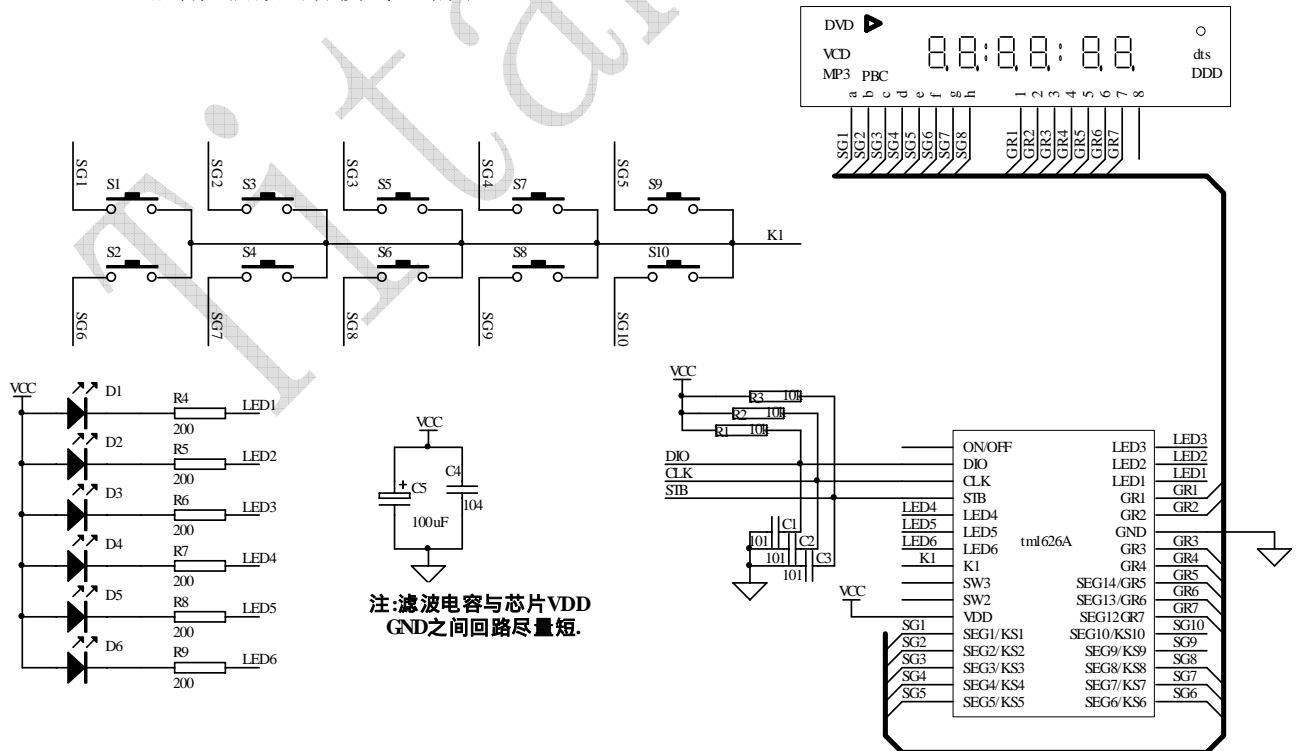 DVD
VCD
dts
MP3 PBC
DDD
a b c d e f g h 1 2 3 4 5 6 7 8
SG1 SG2 SG3 SG4 SG5 SG6 SG7 SG8 GR1 GR2 GR3 GR4 GR5 GR6 GR7
SG1 SG2 SG3 SG4 SG5
S1 S3 S5 S7 S9
K1
S2 S4 S6 S8 S10
SG6 SG7 SG8 SG9 SG10
VCC
D1 R4 LED1
200
D2 R5 LED2
200
D3 R6 LED3
200
D4 R7 LED4
200
D5 R8 LED5
200
D6 R9 LED6
200
VCC
C4
C5
104
100uF
注:滤波电容与芯片VDD
GND之间回路尽量短.
VCC
R3 10k
R2 10k
R1 10k
DIO
CLK
STB
C1
101 C2
101 C3
101
LED4
LED5
LED6
K1
VCC
SG1
SG2
SG3
SG4
SG5
ON/OFF LED3
DIO LED2
CLK LED1
STB GR1
LED4 GR2
LED5 GND
LED6 GR3
K1 GR4
SW3 SEG14/GR5
SW2 SEG13/GR6
VDD SEG12GR7
SEG1/KS1 SEG10/KS10
SEG2/KS2 SEG9/KS9
SEG3/KS3 SEG8/KS8
SEG4/KS4 SEG7/KS7
SEG5/KS5 SEG6/KS6
tm1626A
LED3
LED2
LED1
GR1
GR2
GR3
GR4
GR5
GR6
GR7
SG10
SG9
SG8
SG7
SG6